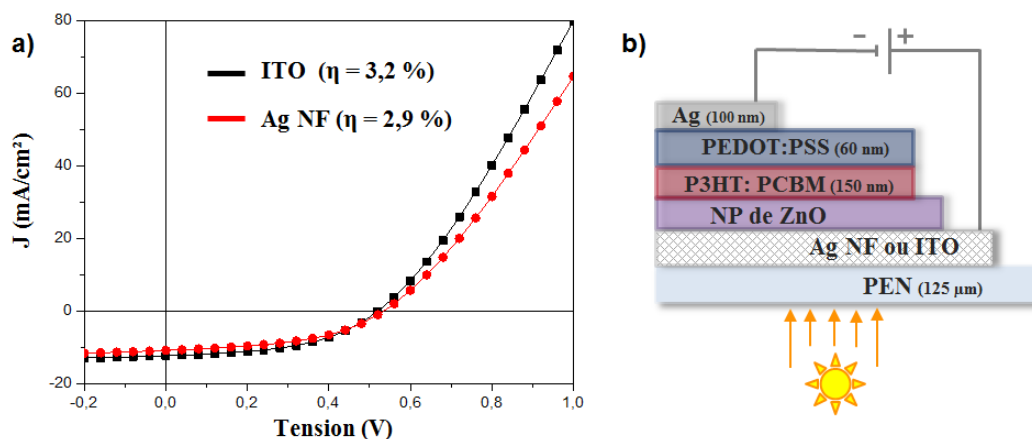 a)
80
60
40
20
0
-20
J (mA/cm²)
ITO (η = 3,2 %)
Ag NF (η = 2,9 %)
-0,2 0,0 0,2 0,4 0,6 0,8 1,0
Tension (V)
b)
− +
Ag (100 nm)
PEDOT:PSS (60 nm)
P3HT: PCBM (150 nm)
NP de ZnO
Ag NF ou ITO
PEN (125 µm)